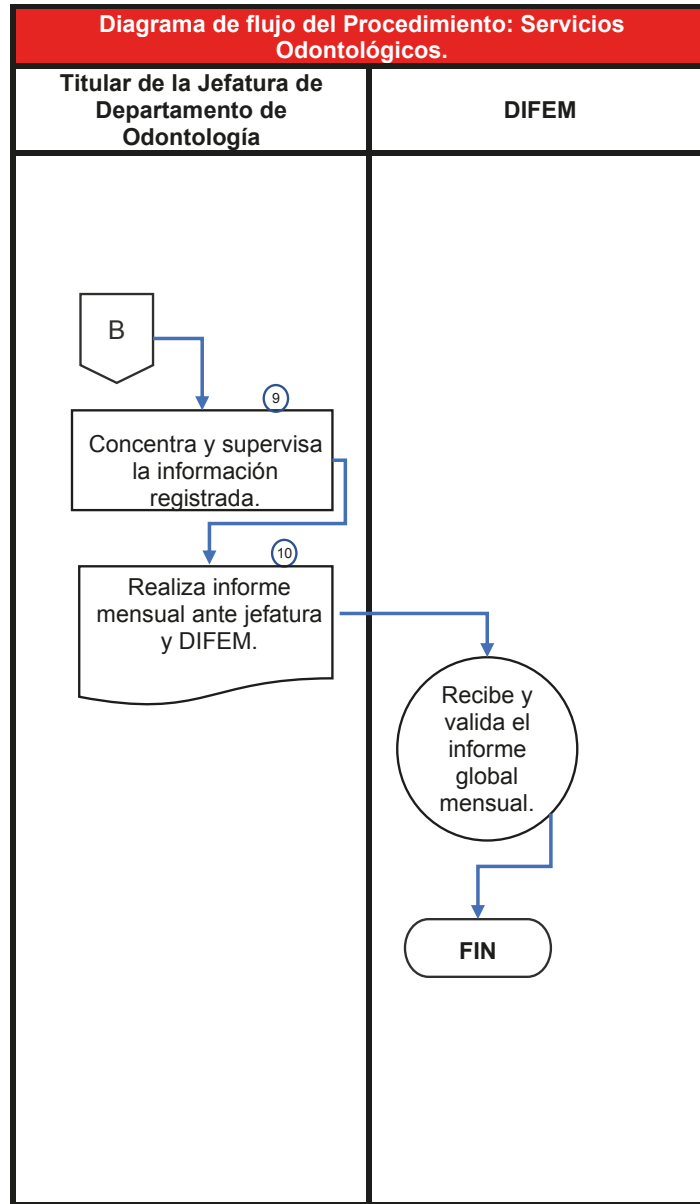 Diagrama de flujo del Procedimiento: Servicios
Odontológicos.
Titular de la Jefatura de
Departamento de
Odontología
DIFEM
B
9
Concentra y supervisa
la información
registrada.
10
Realiza informe
mensual ante jefatura
y DIFEM.
Recibe y
valida el
informe
global
mensual.
FIN